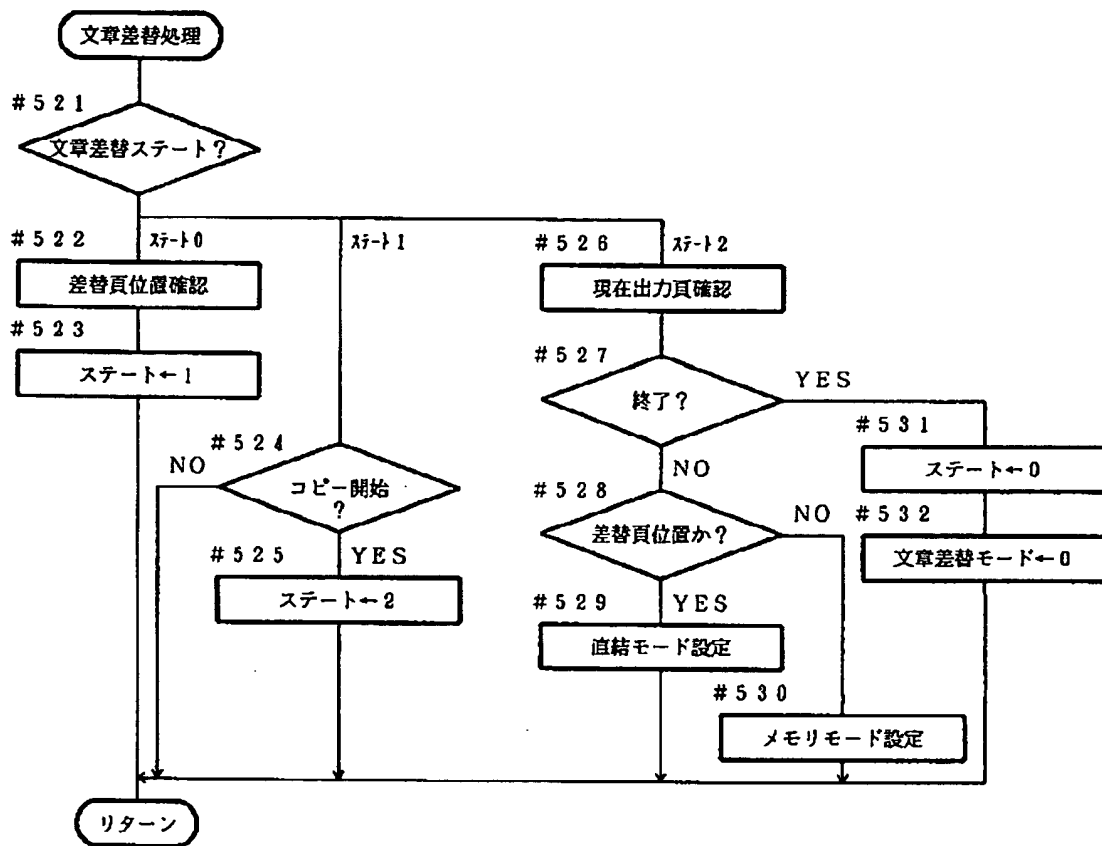 文章差替処理
#521
文章差替ステート?
#522
ステート0
差替頁位置確認
#523
ステート←1
ステート1
#524
NO
コピー開始
?
#525
YES
ステート←2
#526
ステート2
現在出力頁確認
#527
YES
終了?
NO
#528
NO
差替頁位置か?
#529
YES
直結モード設定
#530
メモリモード設定
#531
ステート←0
#532
文章差替モード←0
リターン